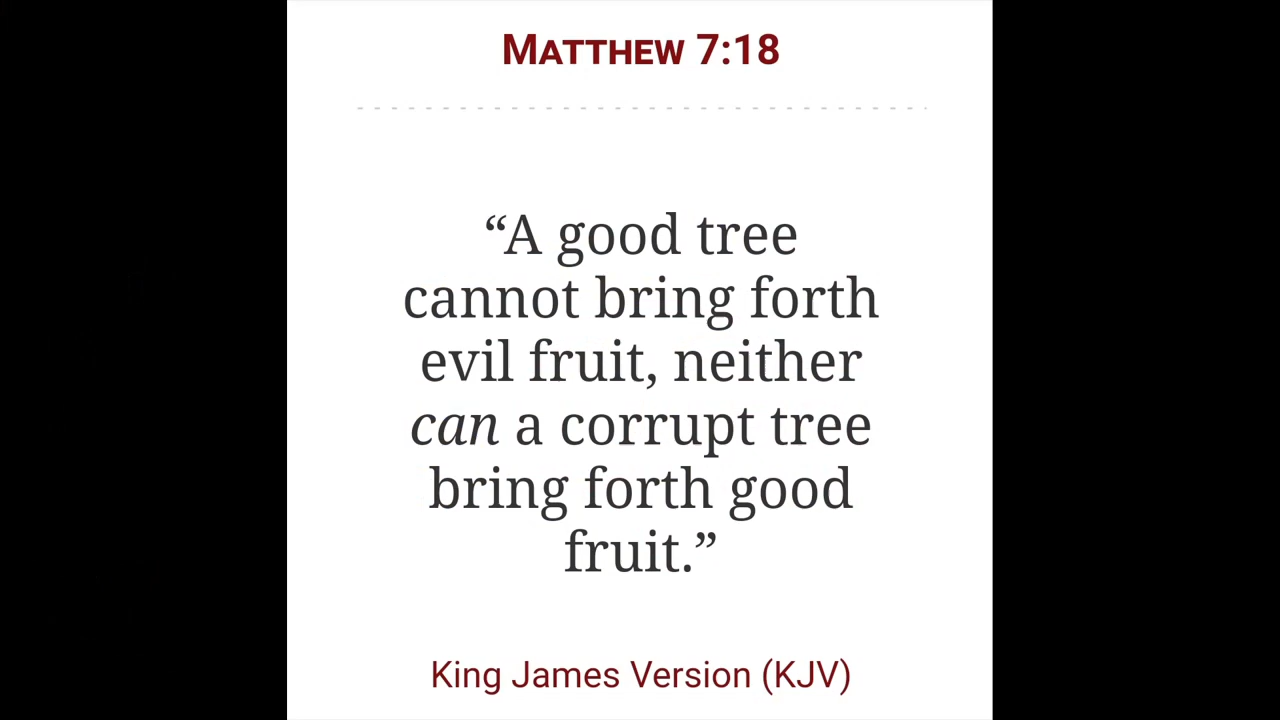 MATTHEW 7:18
“A good tree
cannot bring forth
evil fruit, neither
can a corrupt tree
bring forth good
fruit.”
King James Version (KJV)